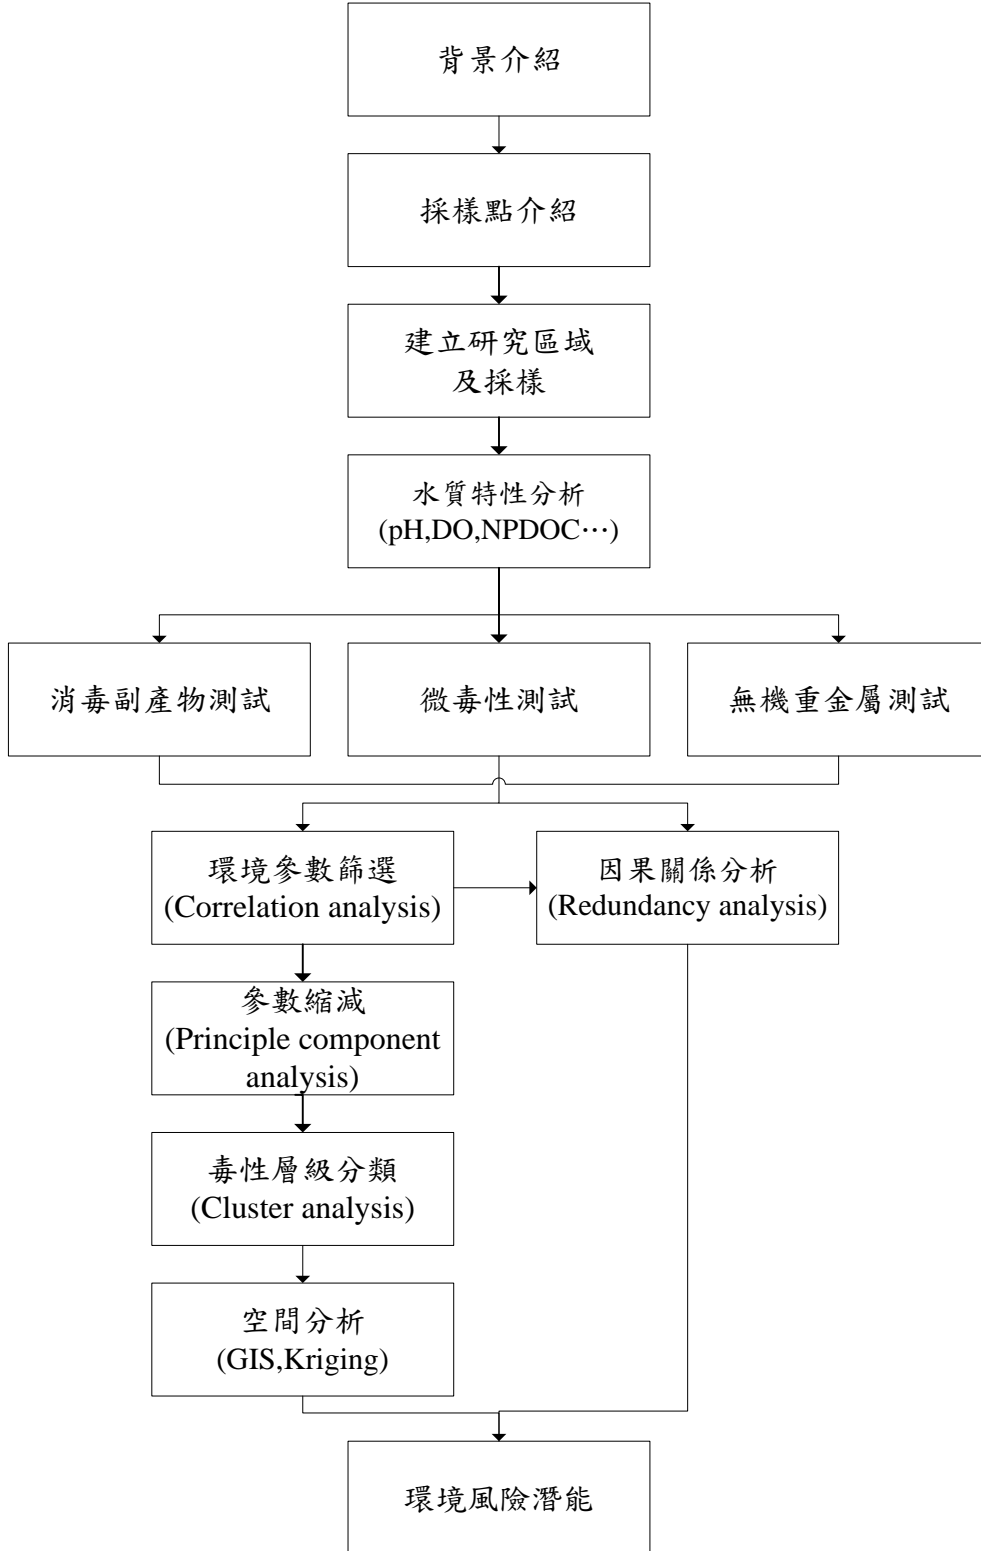 背景介紹
採樣點介紹
建立研究區域
及採樣
水質特性分析
(pH,DO,NPDOC⋯)
消毒副產物測試
微毒性測試
無機重金屬測試
環境參數篩選
(Correlation analysis)
因果關係分析
(Redundancy analysis)
參數縮減
(Principle component
analysis)
毒性層級分類
(Cluster analysis)
空間分析
(GIS,Kriging)
環境風險潛能